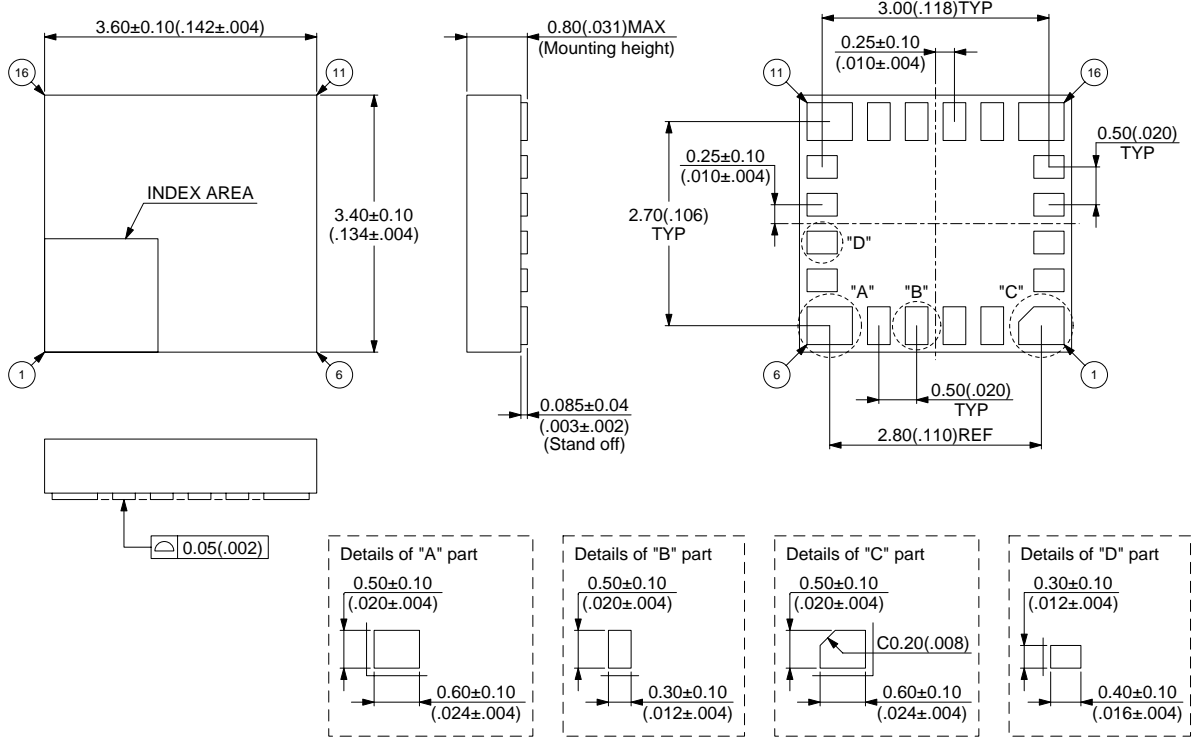 3.60±0.10(.142±.004)
0.80(.031)MAX
(Mounting height)
3.00(.118)TYP
0.25±0.10
(.010±.004)
16
11
11
16
0.50(.020)
TYP
0.25±0.10
(.010±.004)
INDEX AREA
3.40±0.10
(.134±.004)
2.70(.106)
TYP
"D"
"A"
"B"
"C"
1
6
6
1
0.50(.020)
TYP
0.085±0.04
(.003±.002)
(Stand off)
2.80(.110)REF
0.05(.002)
Details of "A" part
0.50±0.10
(.020±.004)
0.60±0.10
(.024±.004)
Details of "B" part
0.50±0.10
(.020±.004)
0.30±0.10
(.012±.004)
Details of "C" part
0.50±0.10
(.020±.004)
C0.20(.008)
0.60±0.10
(.024±.004)
Details of "D" part
0.30±0.10
(.012±.004)
0.40±0.10
(.016±.004)